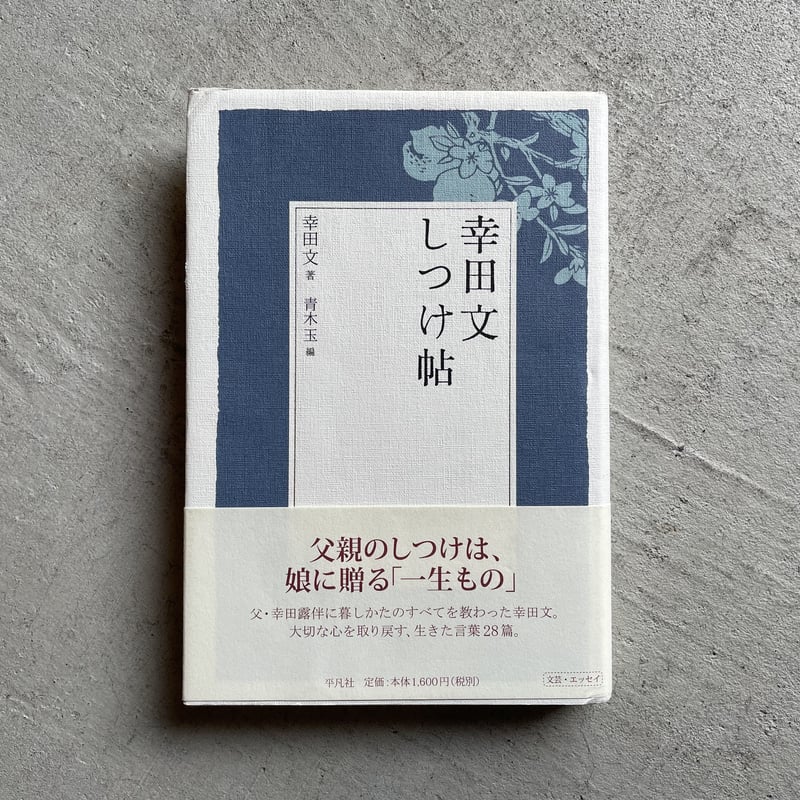 幸田文
しつけ帖
幸田文 著 青木玉 編
父親のしつけは、
娘に贈る「一生もの」
父・幸田露伴に暮しかたのすべてを教わった幸田文。
大切な心を取り戻す、生きた言葉28篇。
平凡社 定価:本体1,600円(税別)
文芸・エッセイ